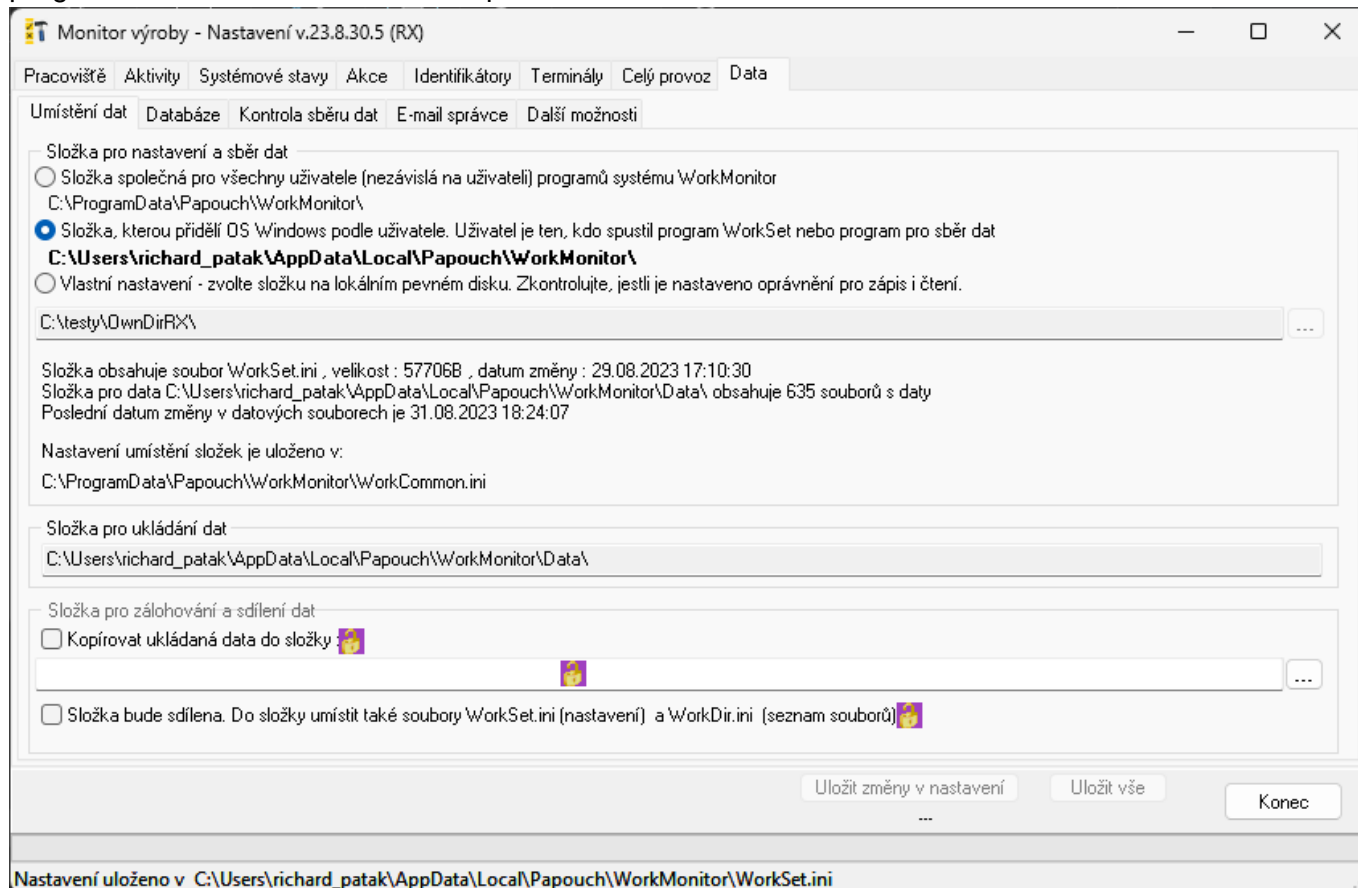 Monitor výroby - Nastavení v.23.8.30.5 (RX)
Pracoviště Aktivity Systémové stavy Akce Identifikátory Terminály Celý provoz Data
Umístění dat Databáze Kontrola sběru dat E-mail správce Další možnosti
Složka pro nastavení a sběr dat
Složka společná pro všechny uživatele (nezávislá na uživateli) programů systému WorkMonitor
C:\ProgramData\Papouch\WorkMonitor\
Složka, kterou přidělí OS Windows podle uživatele. Uživatel je ten, kdo spustil program WorkSet nebo program pro sběr dat
C:\Users\richard_patak\AppData\Local\Papouch\WorkMonitor\
Vlastní nastavení - zvolte složku na lokálním pevném disku. Zkontrolujte, jestli je nastaveno oprávnění pro zápis i čtení.
C:\testy\OwnDirRX\
...
Složka obsahuje soubor WorkSet.ini , velikost : 57706B , datum změny : 29.08.2023 17:10:30
Složka pro data C:\Users\richard_patak\AppData\Local\Papouch\WorkMonitor\Data\ obsahuje 635 souborů s daty
Poslední datum změny v datových souborech je 31.08.2023 18:24:07
Nastavení umístění složek je uloženo v:
C:\ProgramData\Papouch\WorkMonitor\WorkCommon.ini
Složka pro ukládání dat
C:\Users\richard_patak\AppData\Local\Papouch\WorkMonitor\Data\
Složka pro zálohování a sdílení dat
Kopírovat ukládaná data do složky :
...
Složka bude sdílena. Do složky umístit také soubory WorkSet.ini (nastavení) a WorkDir.ini (seznam souborů)
Uložit změny v nastavení Uložit vše Konec
---
Nastavení uloženo v C:\Users\richard_patak\AppData\Local\Papouch\WorkMonitor\WorkSet.ini